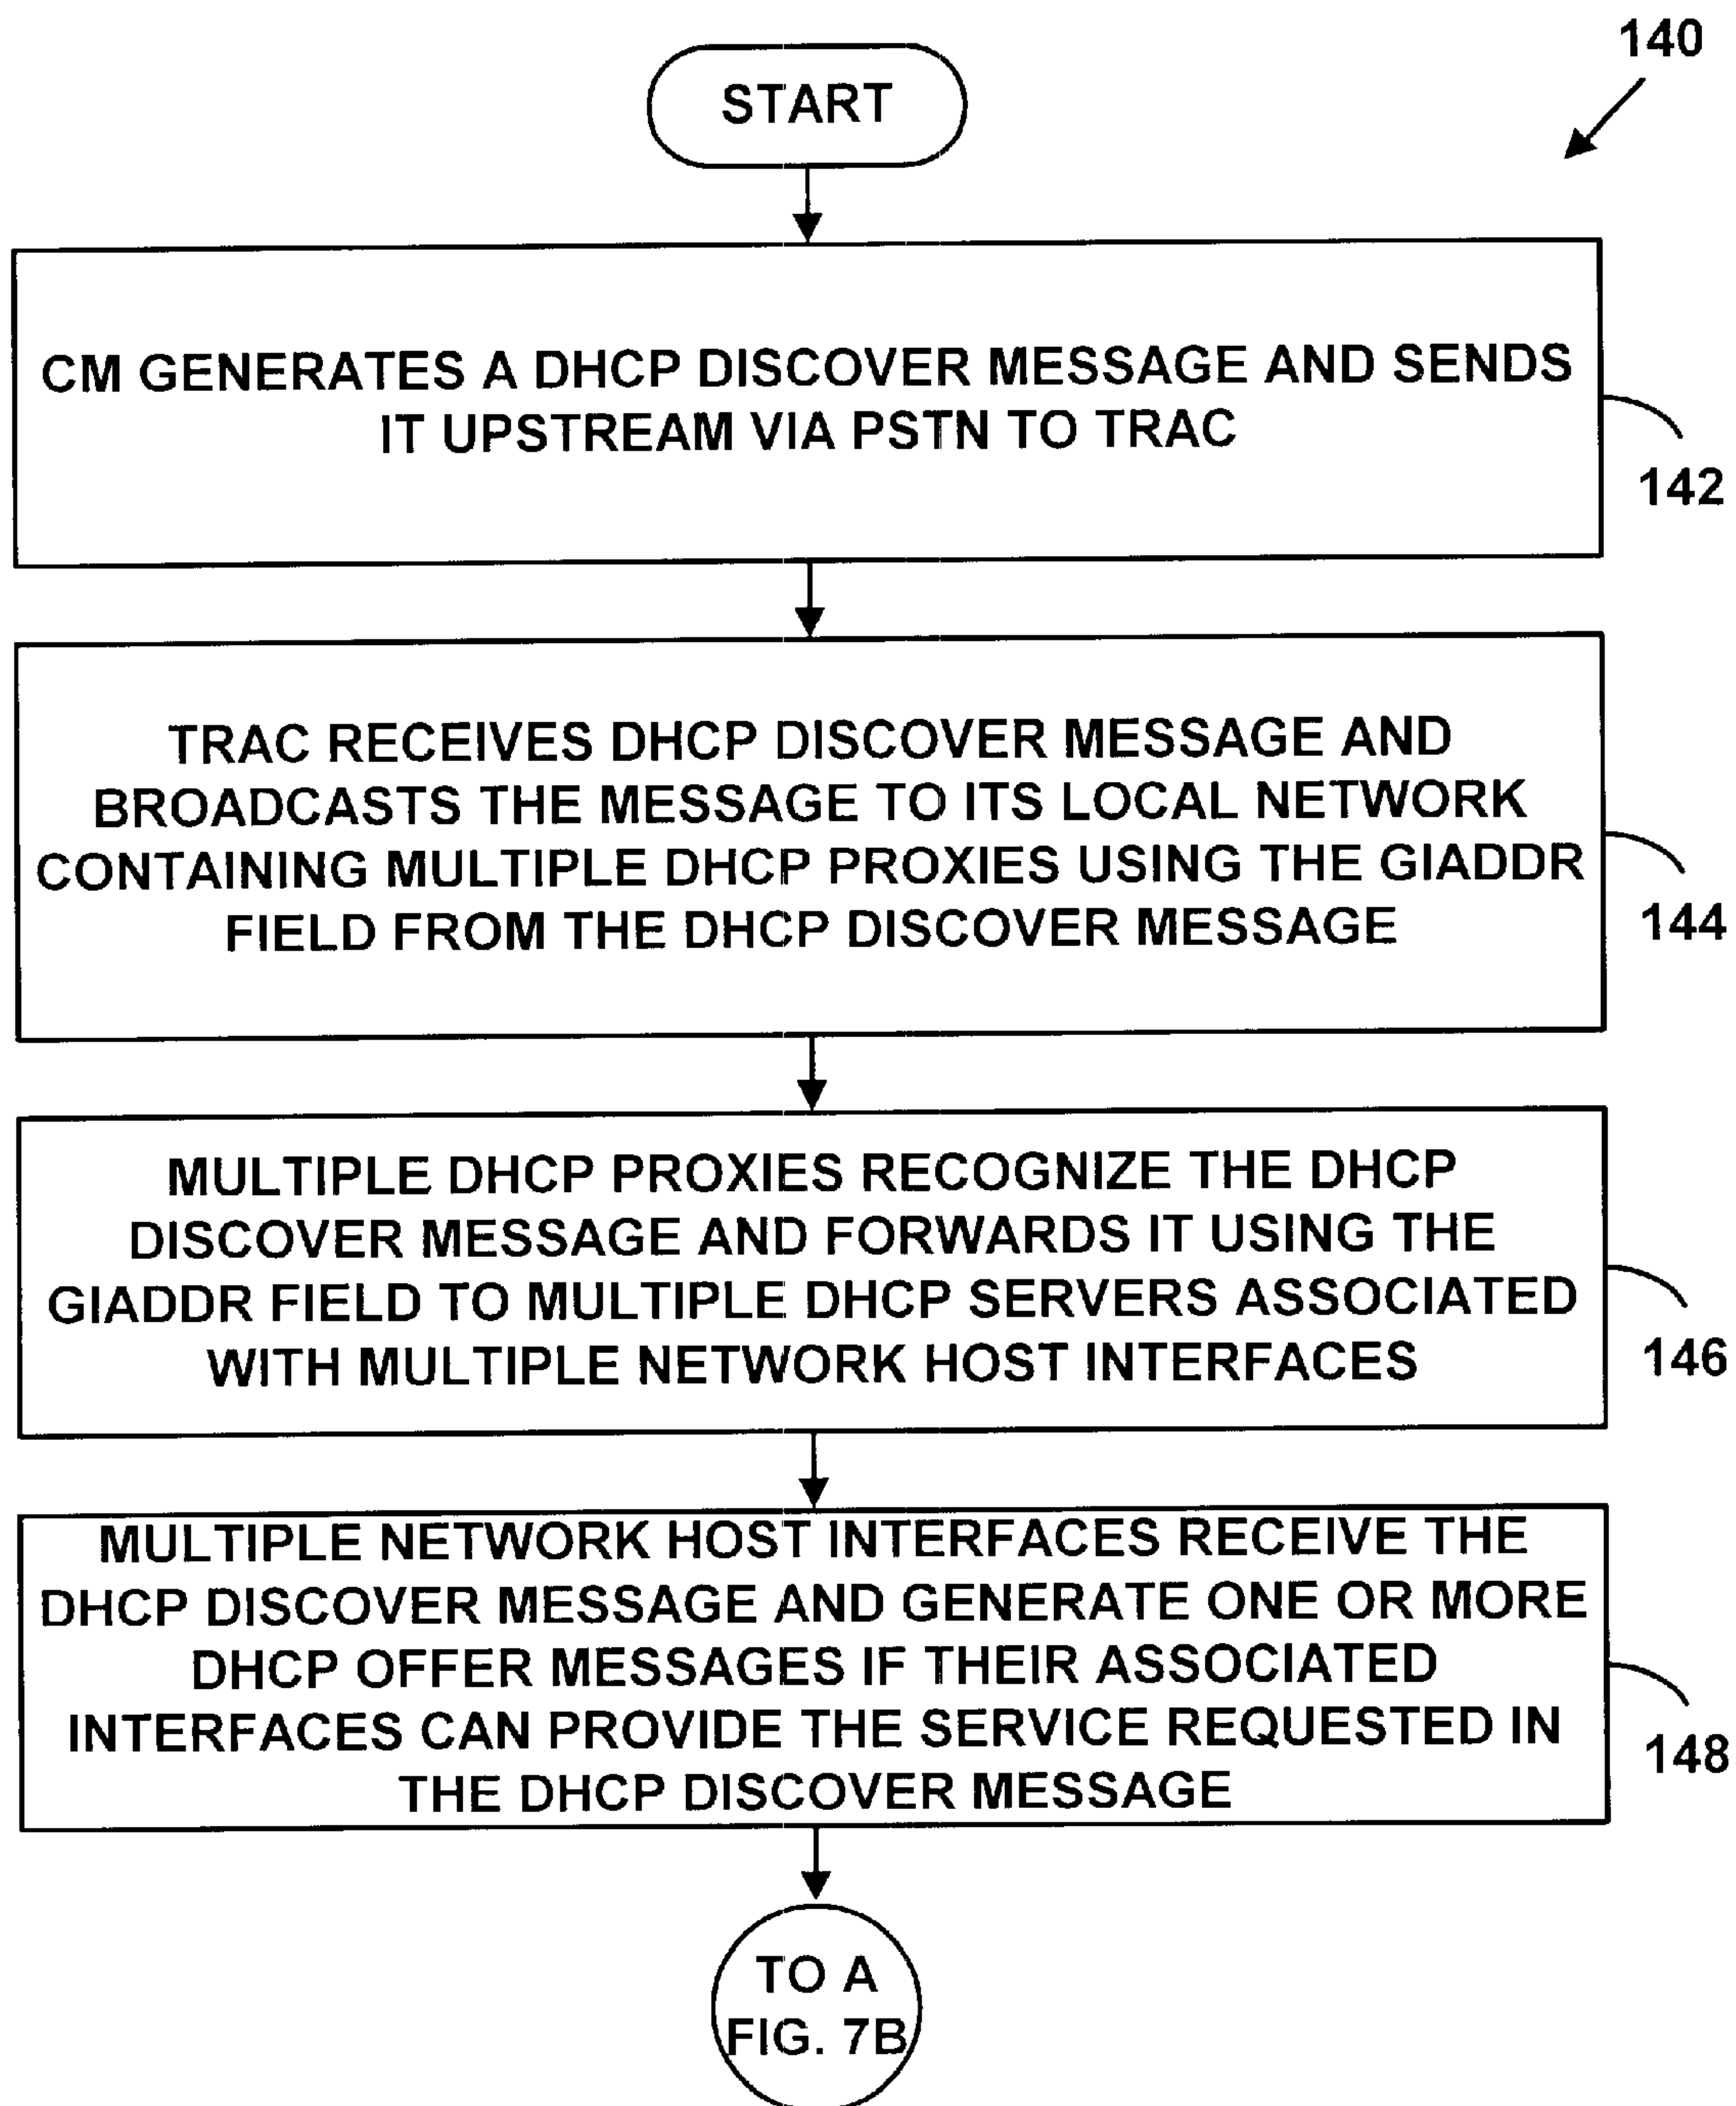 140
START
CM GENERATES A DHCP DISCOVER MESSAGE AND SENDS
IT UPSTREAM VIA PSTN TO TRAC
142
TRAC RECEIVES DHCP DISCOVER MESSAGE AND
BROADCASTS THE MESSAGE TO ITS LOCAL NETWORK
CONTAINING MULTIPLE DHCP PROXIES USING THE GIADDR
FIELD FROM THE DHCP DISCOVER MESSAGE
144
MULTIPLE DHCP PROXIES RECOGNIZE THE DHCP
DISCOVER MESSAGE AND FORWARDS IT USING THE
GIADDR FIELD TO MULTIPLE DHCP SERVERS ASSOCIATED
WITH MULTIPLE NETWORK HOST INTERFACES
146
MULTIPLE NETWORK HOST INTERFACES RECEIVE THE
DHCP DISCOVER MESSAGE AND GENERATE ONE OR MORE
DHCP OFFER MESSAGES IF THEIR ASSOCIATED
INTERFACES CAN PROVIDE THE SERVICE REQUESTED IN
THE DHCP DISCOVER MESSAGE
148
TO A
FIG. 7B